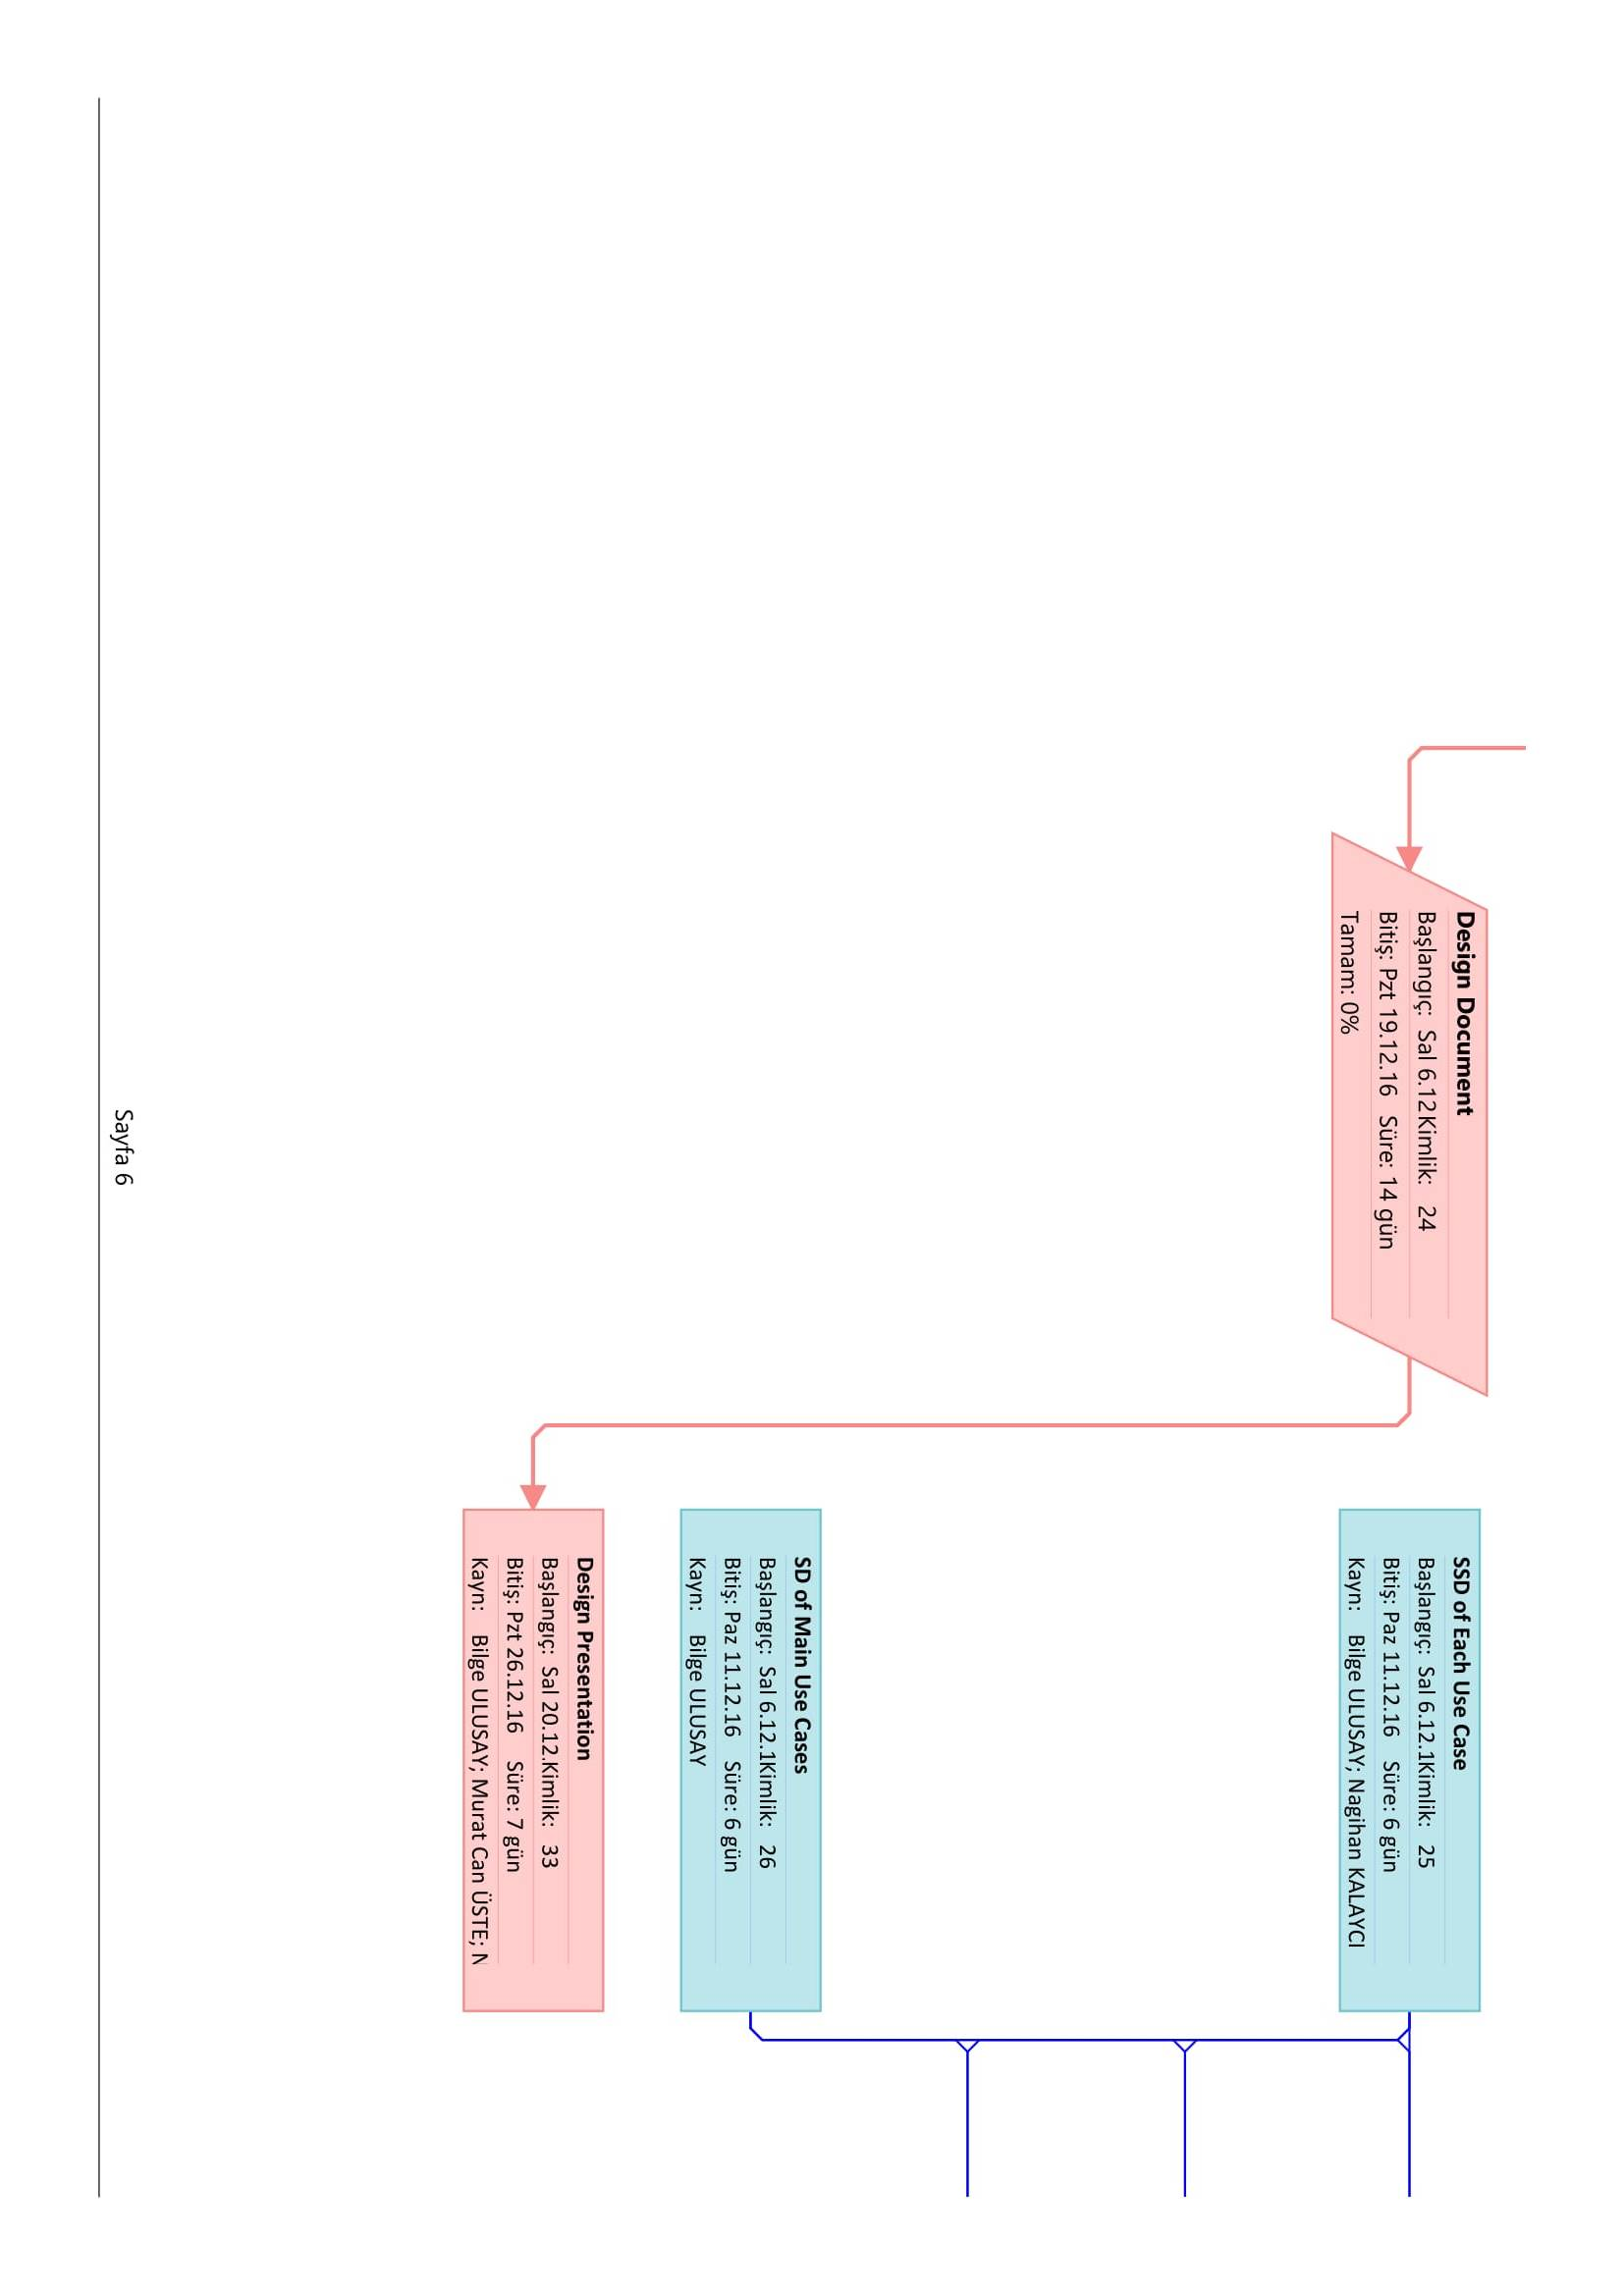 Design Document
Başlangıç: Sal 6.12 Kimlik: 24
Bitiş: Pzt 19.12.16 Süre: 14 gün
Tamam: 0%
SSD of Each Use Case
Başlangıç: Sal 6.12.1 Kimlik: 25
Bitiş: Paz 11.12.16 Süre: 6 gün
Kayn: Bilge ULUSAY; Nagihan KALAYCI
SD of Main Use Cases
Başlangıç: Sal 6.12.1 Kimlik: 26
Bitiş: Paz 11.12.16 Süre: 6 gün
Kayn: Bilge ULUSAY
Design Presentation
Başlangıç: Sal 20.12. Kimlik: 33
Bitiş: Pzt 26.12.16 Süre: 7 gün
Kayn: Bilge ULUSAY; Murat Can ÜSTE; N
Sayfa 6